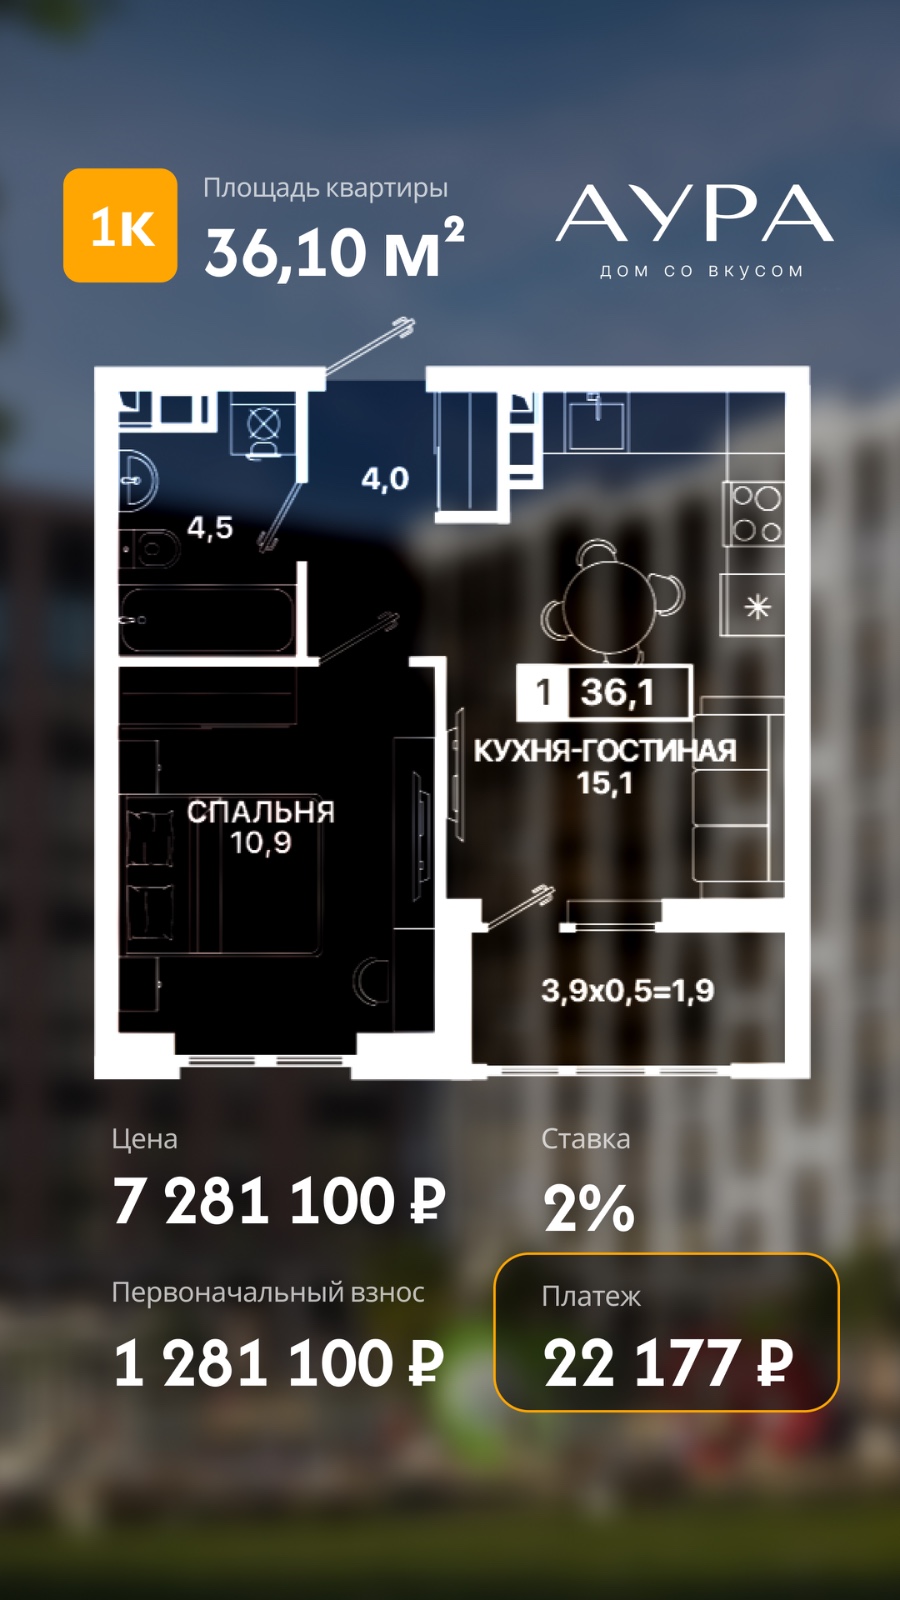 1к
Площадь квартиры
36,10 м²
АУРА
ДОМ СО ВКУСОМ
4,0
4,5
1 36,1
КУХНЯ-ГОСТИНАЯ
15,1
СПАЛЬНЯ
10,9
3,9х0,5=1,9
Цена
7 281 100 ₽
Ставка
2%
Первоначальный взнос
1 281 100 ₽
Платеж
22 177 ₽